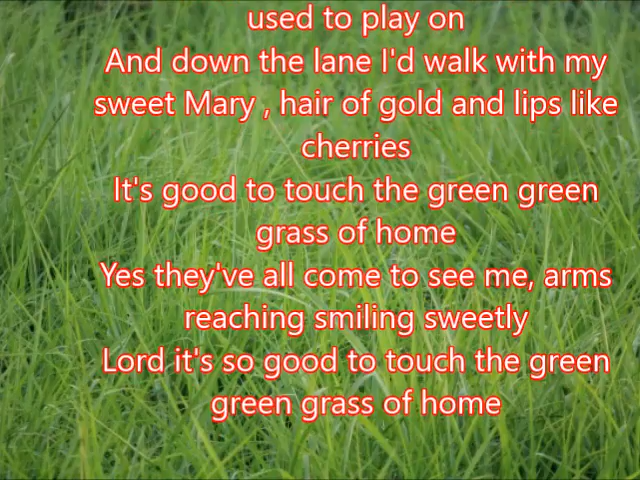 used to play on
And down the lane I'd walk with my
sweet Mary , hair of gold and lips like
cherries
It's good to touch the green green
grass of home
Yes they've all come to see me, arms
reaching smiling sweetly
Lord it's so good to touch the green
green grass of home